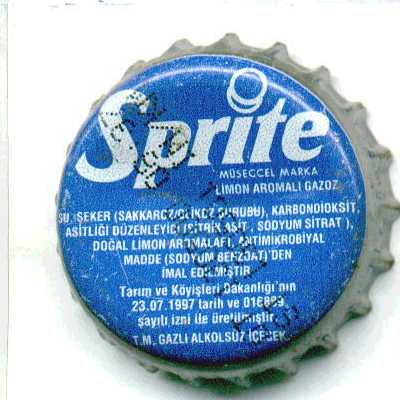 Sprite
MÜSECCEL MARKA
LİMON AROMALI GAZOZ
SU, ŞEKER (SAKKAROZ/GLİKOZ ŞURUBU), KARBONDİOKSİT,
ASİTLİĞİ DÜZENLEYİCİ (SİTRİK ASİT, SODYUM SİTRAT),
DOĞAL LİMON AROMALARI, ANTİMİKROBİYAL
MADDE (SODYUM BENZOAT)'DEN
İMAL EDİLMİŞTİR.
Tarım ve Köyişleri Bakanlığı'nın
23.07.1997 tarih ve
sayılı izni ile üretilmiştir.
T.M. GAZLI ALKOLSÜZ İÇECEK